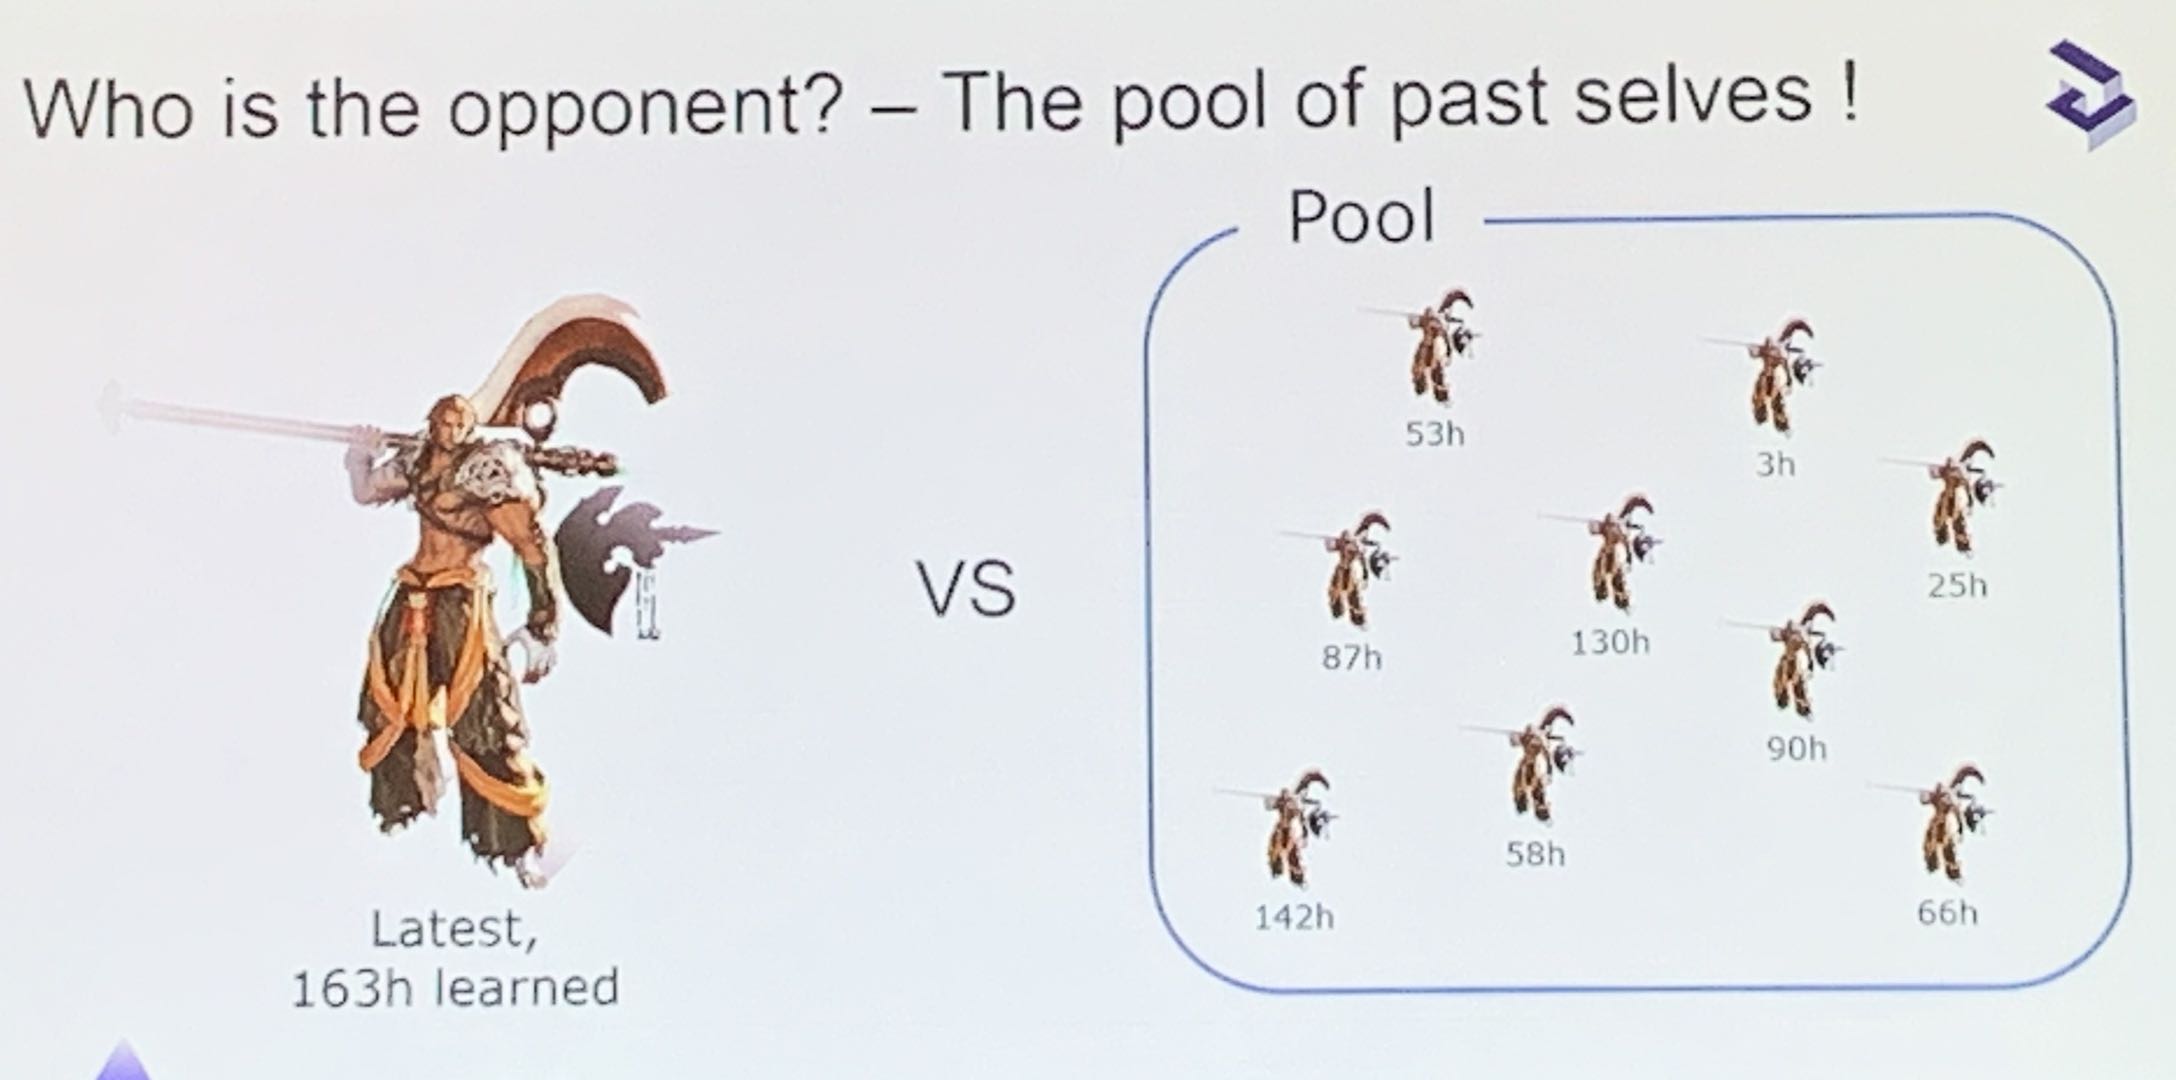 Who is the opponent? – The pool of past selves !
Pool
53h
3h
25h
87h
130h
90h
58h
142h
66h
VS
Latest,
163h learned